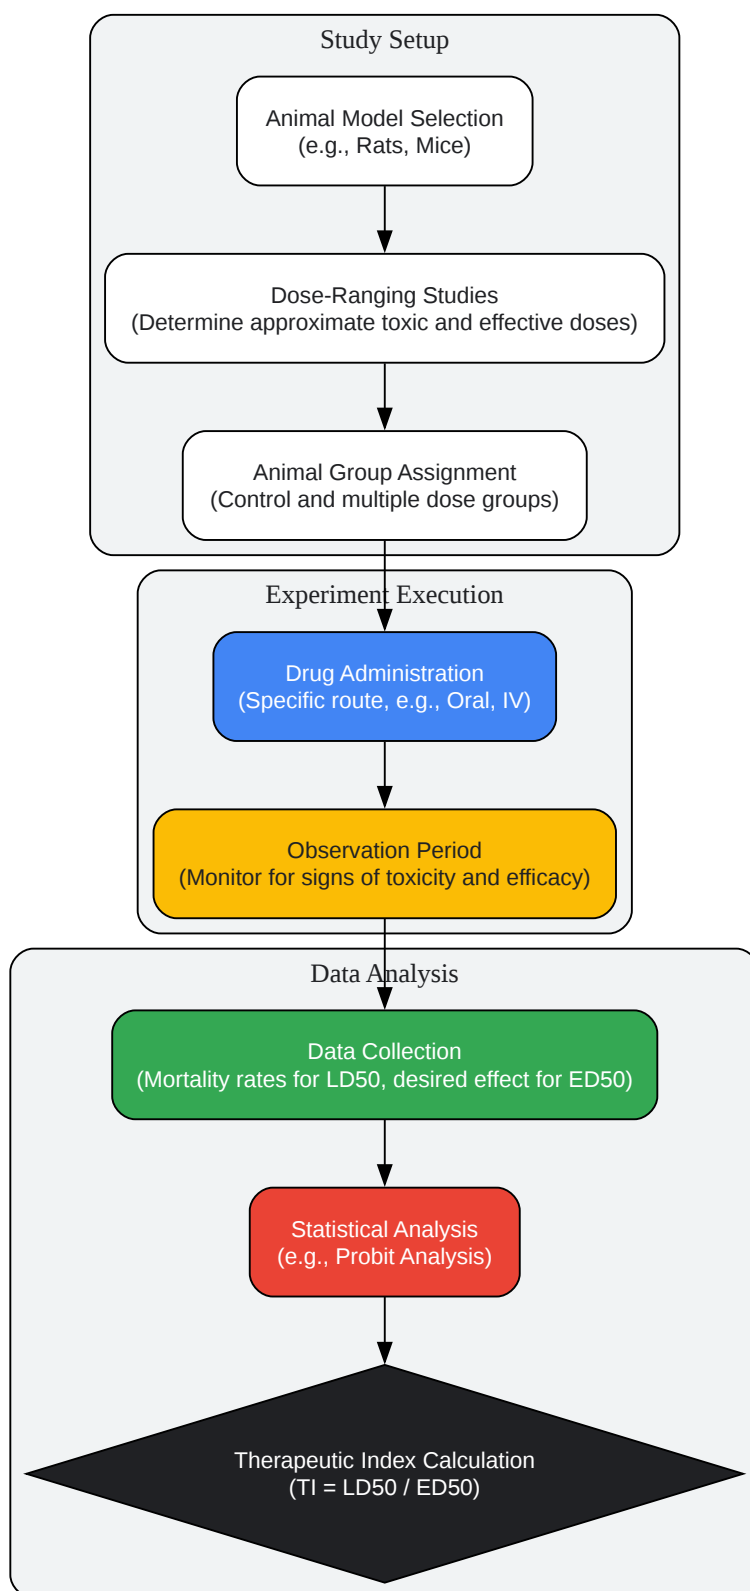 Study Setup
Animal Model Selection
(e.g., Rats, Mice)
Dose-Ranging Studies
(Determine approximate toxic and effective doses)
Animal Group Assignment
(Control and multiple dose groups)
Experiment Execution
Drug Administration
(Specific route, e.g., Oral, IV)
Observation Period
(Monitor for signs of toxicity and efficacy)
Data Analysis
Data Collection
(Mortality rates for LD50, desired effect for ED50)
Statistical Analysis
(e.g., Probit Analysis)
Therapeutic Index Calculation
(TI = LD50 / ED50)